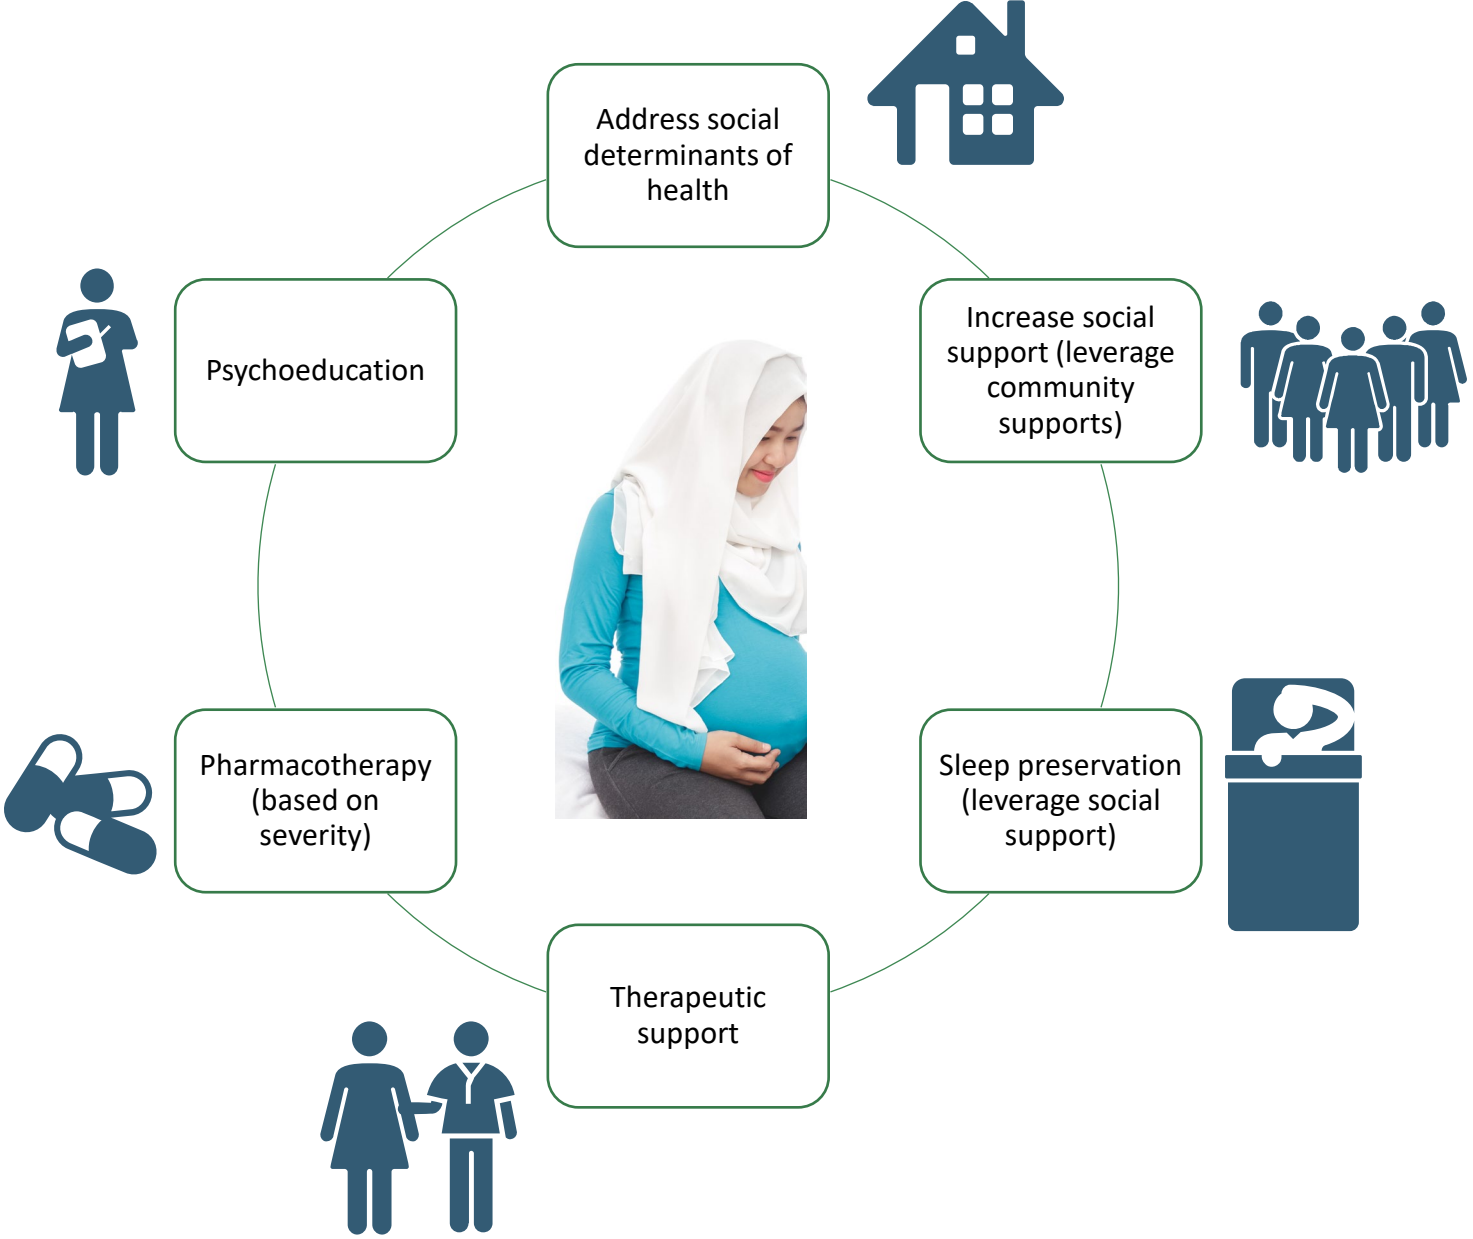 Address social
determinants of
health
Increase social
support (leverage
community
supports)
Sleep preservation
(leverage social
support)
Therapeutic
support
Pharmacotherapy
(based on
severity)
Psychoeducation